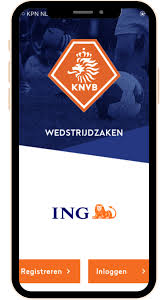 KPN NL
KNVB
WEDSTRIJDZAKEN
ING
Registreren >
Inloggen >